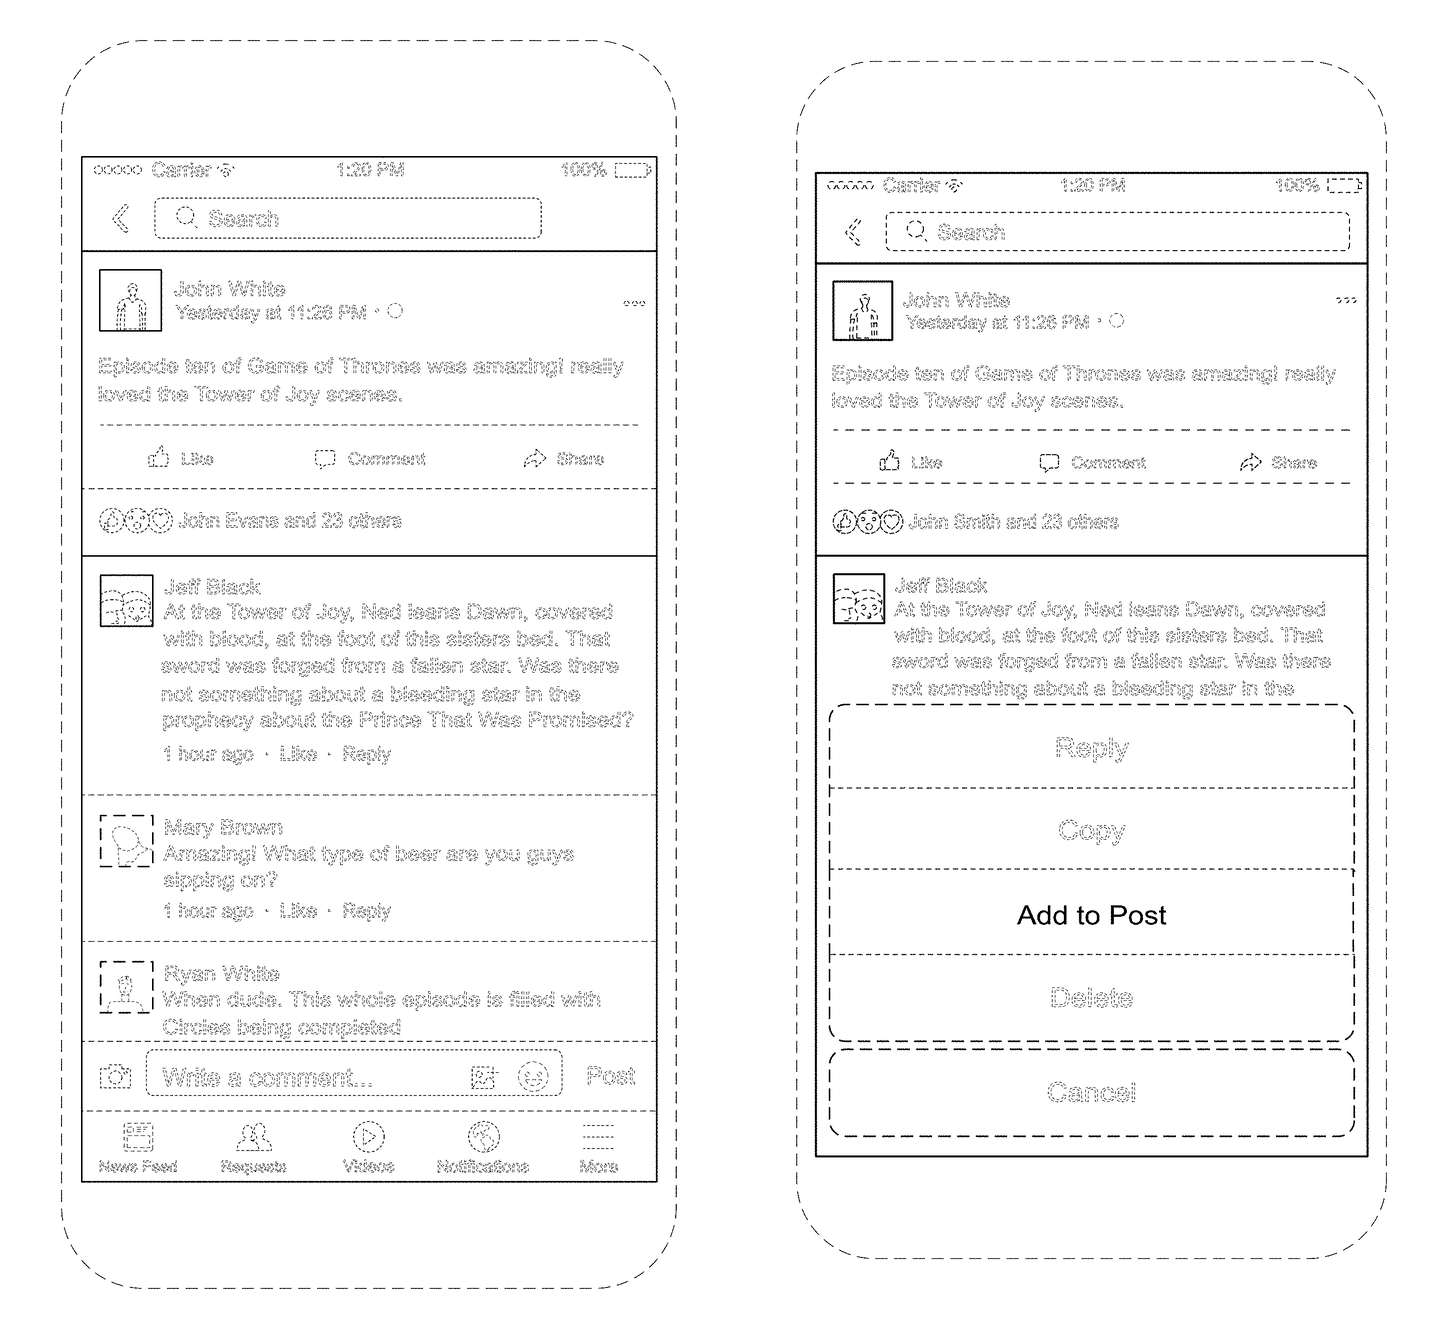 Carrier 1:20 PM 100%
Search
John White
Yesterday at 11:26 PM ·
Episode ten of Game of Thrones was amazing! really
loved the Tower of Joy scenes.
Like Comment Share
John Evans and 23 others
Jeff Black
At the Tower of Joy, Ned leans Dawn, covered
with blood, at the foot of this sisters bed. That
sword was forged from a fallen star. Was there
not something about a bleeding star in the
prophecy about the Prince That Was Promised?
1 hour ago · Like · Reply
Mary Brown
Amazing! What type of beer are you guys
sipping on?
1 hour ago · Like · Reply
Ryan White
When dude. This whole episode is filled with
Circles being completed
Write a comment... Post
News Feed Requests Videos Notifications More
Carrier 1:20 PM 100%
Search
John White
Yesterday at 11:26 PM ·
Episode ten of Game of Thrones was amazing! really
loved the Tower of Joy scenes.
Like Comment Share
John Smith and 23 others
Jeff Black
At the Tower of Joy, Ned leans Dawn, covered
with blood, at the foot of this sisters bed. That
sword was forged from a fallen star. Was there
not something about a bleeding star in the
Reply
Copy
Add to Post
Delete
Cancel